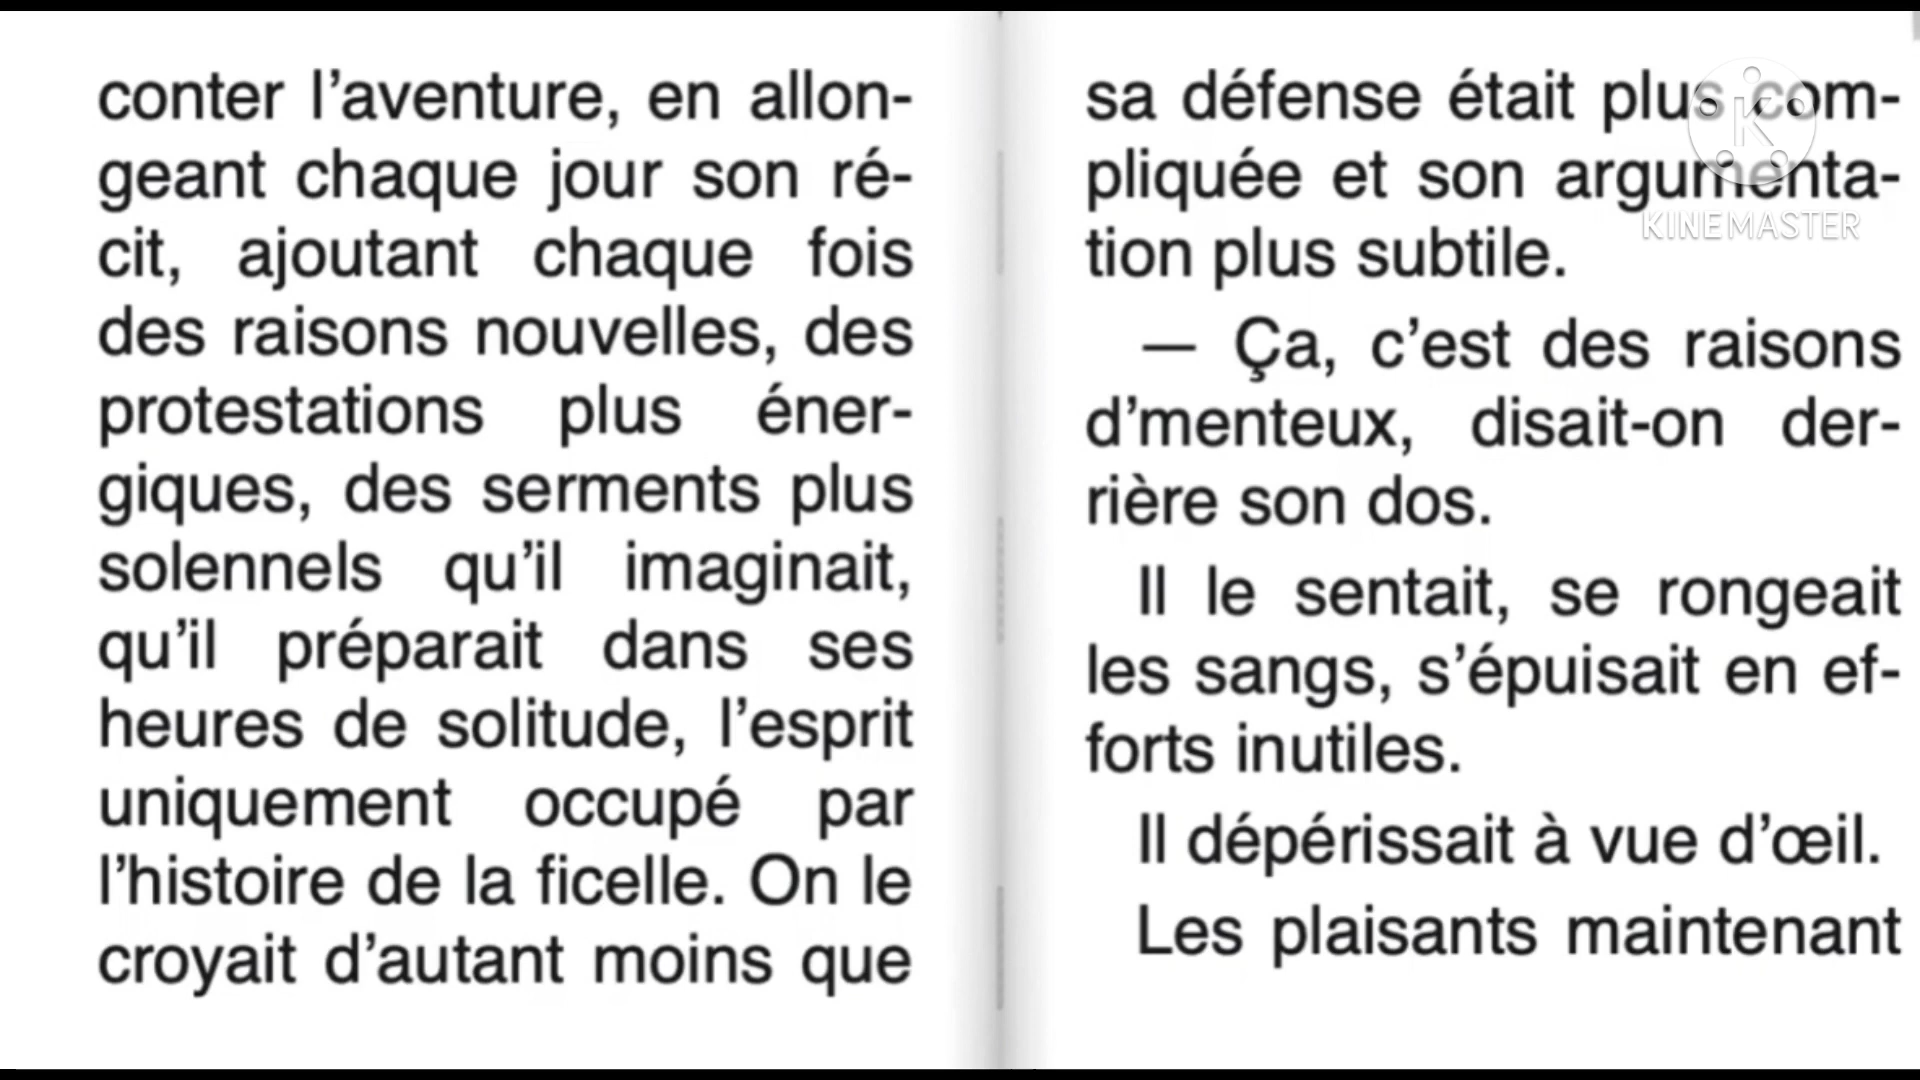 conter l’aventure, en allon-
geant chaque jour son ré-
cit, ajoutant chaque fois
des raisons nouvelles, des
protestations plus éner-
giques, des serments plus
solennels qu’il imaginait,
qu’il préparait dans ses
heures de solitude, l’esprit
uniquement occupé par
l’histoire de la ficelle. On le
croyait d’autant moins que
sa défense était plus com-
pliquée et son argumenta-
tion plus subtile.
— Ça, c’est des raisons
d’menteux, disait-on der-
rière son dos.
Il le sentait, se rongeait
les sangs, s’épuisait en ef-
forts inutiles.
Il dépérissait à vue d’œil.
Les plaisants maintenant
K
KINEMASTER